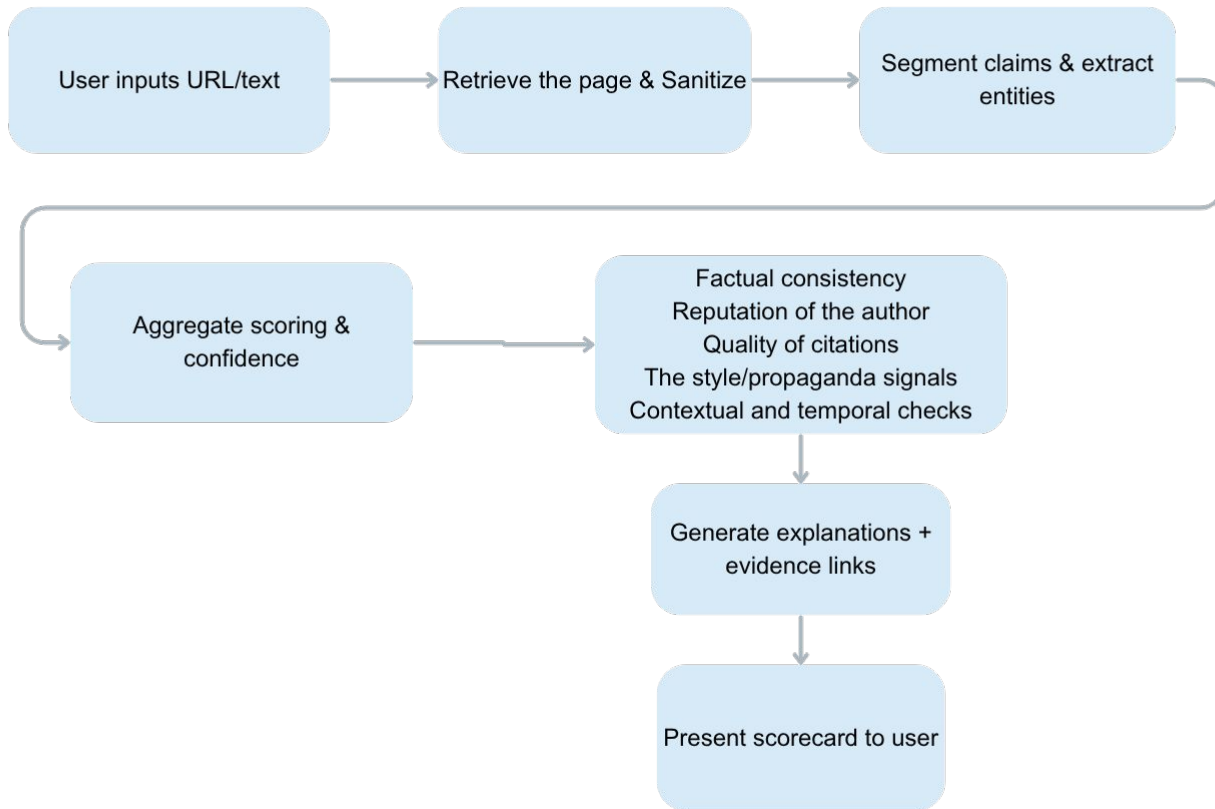 User inputs URL/text
Retrieve the page & Sanitize
Segment claims & extract
entities
Aggregate scoring &
confidence
Factual consistency
Reputation of the author
Quality of citations
The style/propaganda signals
Contextual and temporal checks
Generate explanations +
evidence links
Present scorecard to user